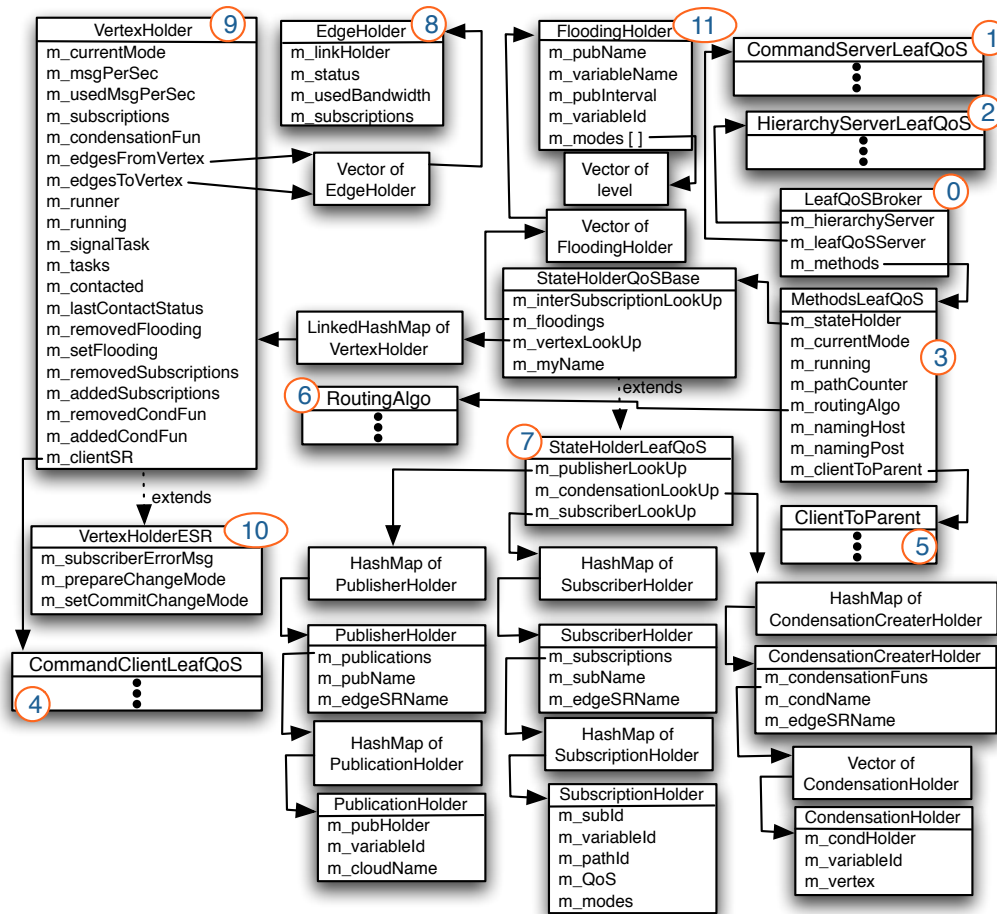 VertexHolder
9
m_currentMode
m_msgPerSec
m_usedMsgPerSec
m_subscriptions
m_condensationFun
m_edgesFromVertex
m_edgesToVertex
m_runner
m_running
m_signalTask
m_tasks
m_contacted
m_lastContactStatus
m_removedFlooding
m_setFlooding
m_removedSubscriptions
m_addedSubscriptions
m_removedCondFun
m_addedCondFun
m_clientSR
extends
VertexHolderESR
10
m_subscriberErrorMsg
m_prepareChangeMode
m_setCommitChangeMode
CommandClientLeafQoS
4
EdgeHolder
8
m_linkHolder
m_status
m_usedBandwidth
m_subscriptions
Vector of
EdgeHolder
LinkedHashMap of
VertexHolder
6
RoutingAlgo
FloodingHolder
11
m_pubName
m_variableName
m_pubInterval
m_variableId
m_modes [ ]
Vector of
level
Vector of
FloodingHolder
StateHolderQoSBase
m_interSubscriptionLookUp
m_floodings
m_vertexLookUp
m_myName
extends
7
StateHolderLeafQoS
m_publisherLookUp
m_condensationLookUp
m_subscriberLookUp
CommandServerLeafQoS
1
HierarchyServerLeafQoS
2
LeafQoSBroker
0
m_hierarchyServer
m_leafQoSServer
m_methods
MethodsLeafQoS
m_stateHolder
m_currentMode
3
m_running
m_pathCounter
m_routingAlgo
m_namingHost
m_namingPost
m_clientToParent
ClientToParent
5
HashMap of
PublisherHolder
PublisherHolder
m_publications
m_pubName
m_edgeSRName
HashMap of
PublicationHolder
PublicationHolder
m_pubHolder
m_variableId
m_cloudName
HashMap of
SubscriberHolder
SubscriberHolder
m_subscriptions
m_subName
m_edgeSRName
HashMap of
SubscriptionHolder
SubscriptionHolder
m_subId
m_variableId
m_pathId
m_QoS
m_modes
HashMap of
CondensationCreaterHolder
CondensationCreaterHolder
m_condensationFuns
m_condName
m_edgeSRName
Vector of
CondensationHolder
CondensationHolder
m_condHolder
m_variableId
m_vertex